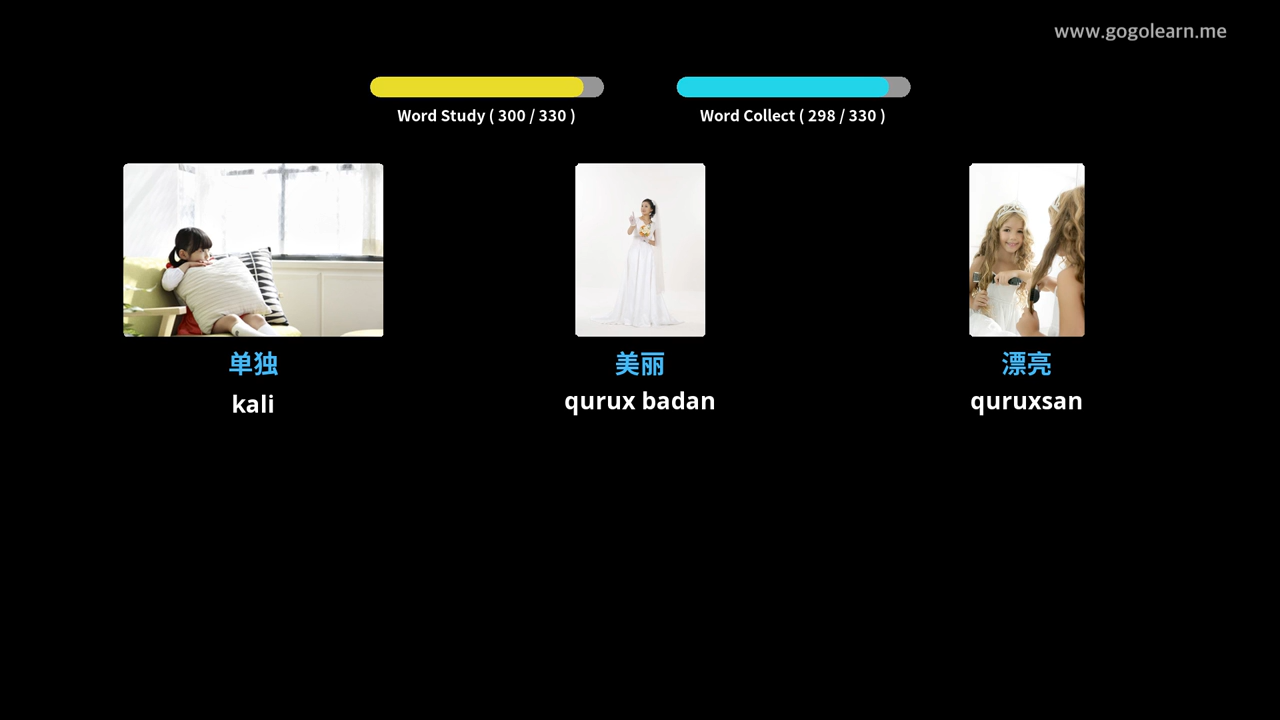 www.gogolearn.me
Word Study ( 300 / 330 )
Word Collect ( 298 / 330 )
单独
美丽
漂亮
kali
qurux badan
quruxsan